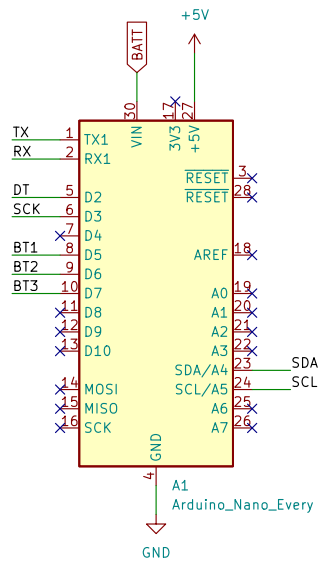 +5V
BATT
30
17
27
VIN
3V3
+5V
TX 1 TX1
RX 2 RX1
RESET 3
RESET 28
DT 5 D2
SCK 6 D3
7 D4
BT1 8 D5 AREF 18
BT2 9 D6
BT3 10 D7 A0 19
11 D8 A1 20
12 D9 A2 21
13 D10 A3 22
SDA/A4 23 SDA
14 MOSI SCL/A5 24 SCL
15 MISO A6 25
16 SCK A7 26
GND
4
A1
Arduino_Nano_Every
GND